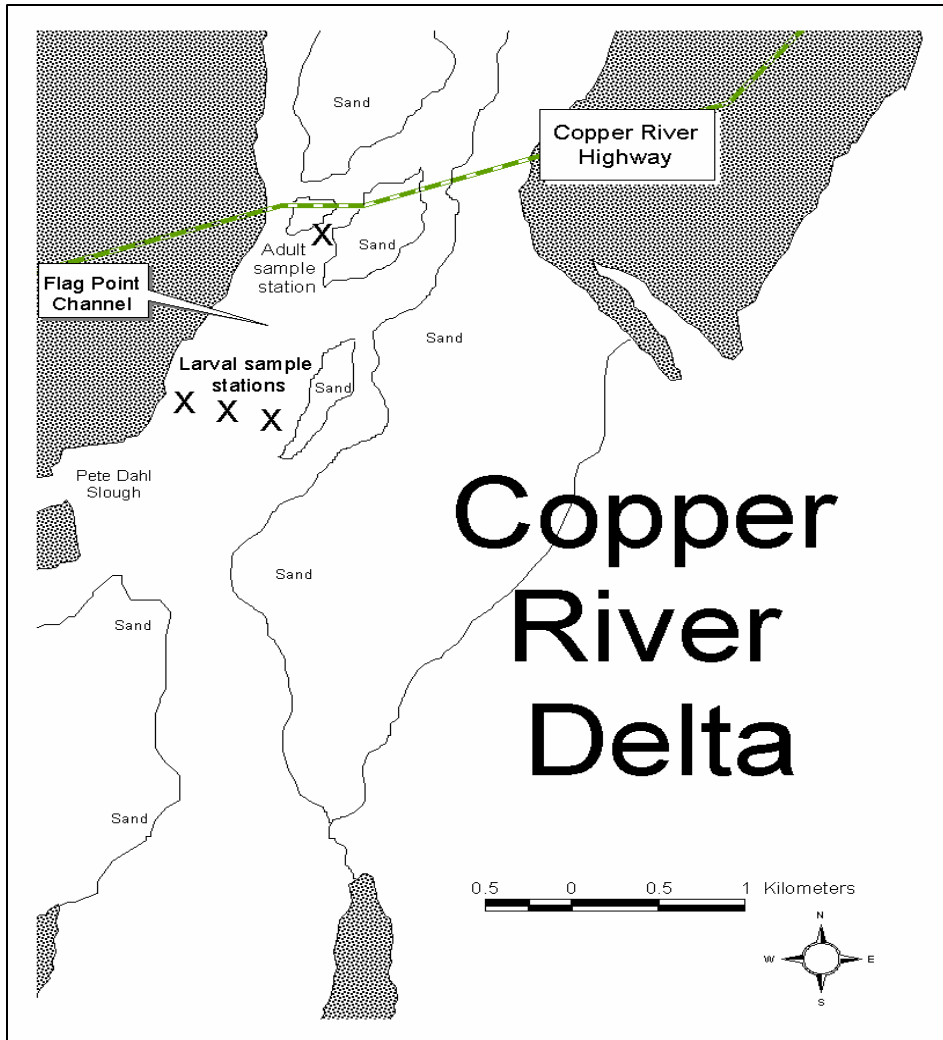 Sand
Copper River
Highway
Adult
sample
station
Sand
Flag Point
Channel
Sand
Larval sample
stations
Sand
X
X X X
Pete Dahl
Slough
Copper
River
Delta
Sand
Sand
Sand
0.5 0 0.5 1 Kilometers
N
W E
S